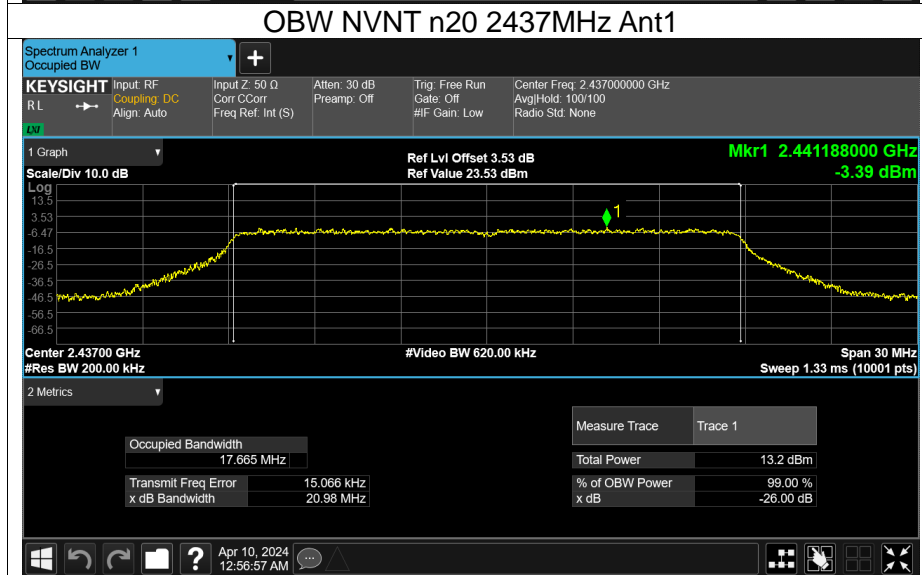 OBW NVNT n20 2437MHz Ant1
Spectrum Analyzer 1
Occupied BW
KEYSIGHT Input: RF Input Z: 50 Ω Atten: 30 dB Trig: Free Run Center Freq: 2.437000000 GHz
RL Coupling: DC Corr CCorr Preamp: Off Gate: Off Avg|Hold: 100/100
Align: Auto Freq Ref: Int (S) #IF Gain: Low Radio Std: None
LXI
1 Graph Ref Lvl Offset 3.53 dB Mkr1 2.441188000 GHz
Scale/Div 10.0 dB Ref Value 23.53 dBm -3.39 dBm
Log
13.5
3.53
1
-6.47
-16.5
-26.5
-36.5
-46.5
-56.5
-66.5
Center 2.43700 GHz #Video BW 620.00 kHz Span 30 MHz
#Res BW 200.00 kHz Sweep 1.33 ms (10001 pts)
2 Metrics
Measure Trace Trace 1
Occupied Bandwidth
17.665 MHz Total Power 13.2 dBm
Transmit Freq Error 15.066 kHz % of OBW Power 99.00 %
x dB Bandwidth 20.98 MHz x dB -26.00 dB
? Apr 10, 2024
12:56:57 AM